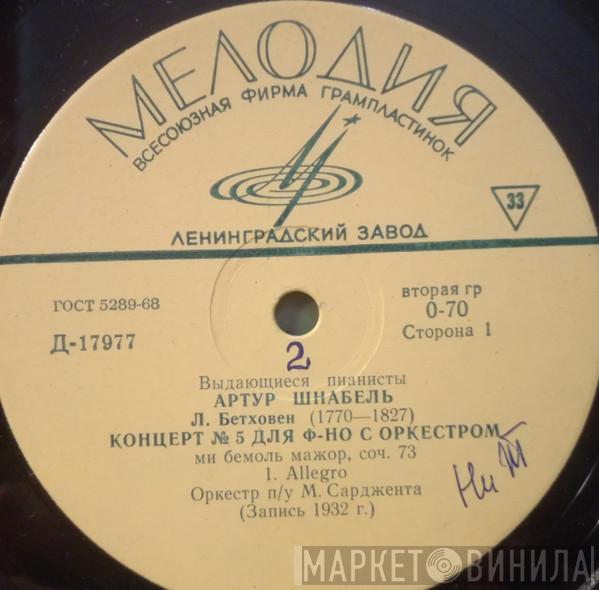 МЕЛОДИЯ
ВСЕСОЮЗНАЯ ФИРМА ГРАМПЛАСТИНОК
33
ЛЕНИНГРАДСКИЙ ЗАВОД
ГОСТ 5289-68
вторая гр
0-70
Д-17977
Сторона 1
2
Выдающиеся пианисты
АРТУР ШНАБЕЛЬ
Л. Бетховен (1770—1827)
КОНЦЕРТ № 5 ДЛЯ Ф-НО С ОРКЕСТРОМ
ми бемоль мажор, соч. 73
1. Allegro
Оркестр п/у М. Сарджента
(Запись 1932 г.)
МАРКЕТ ВИНИЛА